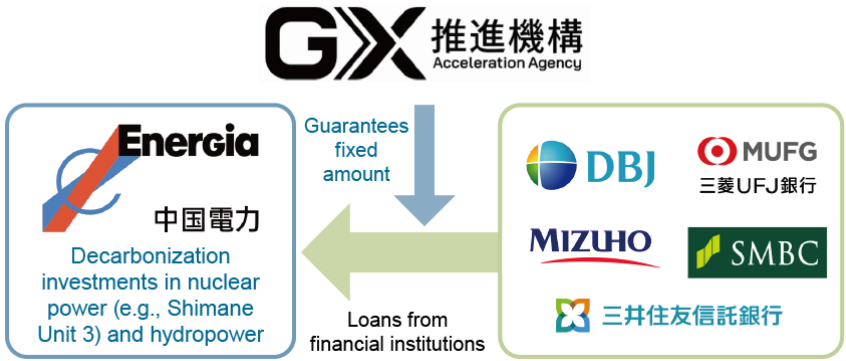 GX 推進機構
Acceleration Agency
Energia
中国電力
Decarbonization
investments in nuclear
power (e.g., Shimane
Unit 3) and hydropower
Guarantees
fixed
amount
Loans from
financial institutions
DBJ
MUFG
三菱UFJ銀行
MIZUHO
SMBC
三井住友信託銀行